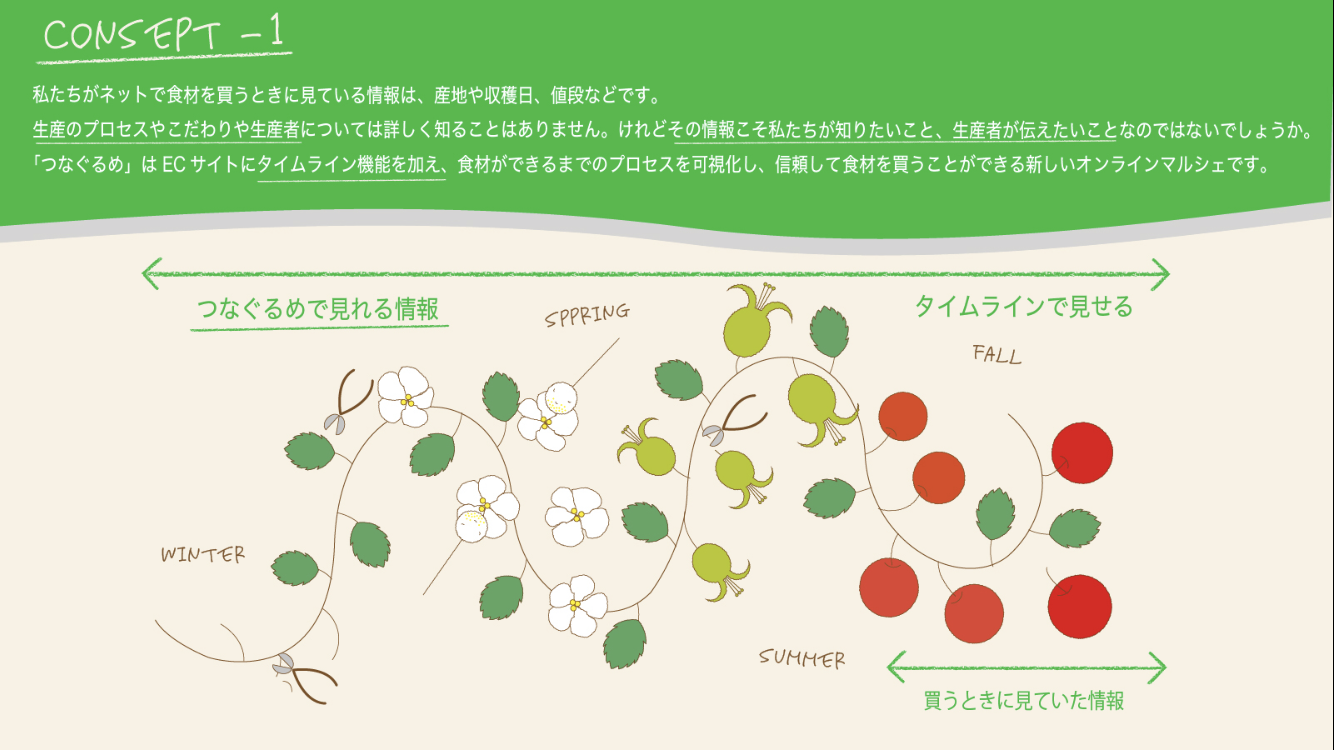 CONSEPT -1
私たちがネットで食材を買うときに見ている情報は、産地や収穫日、値段などです。
生産のプロセスやこだわりや生産者については詳しく知ることはありません。けれどその情報こそ私たちが知りたいこと、生産者が伝えたいことなのではないでしょうか。
「つなぐるめ」は ECサイトにタイムライン機能を加え、食材ができるまでのプロセスを可視化し、信頼して食材を買うことができる新しいオンラインマルシェです。
つなぐるめで見れる情報
SPPRING
タイムラインで見せる
FALL
WINTER
SUMMER
買うときに見ていた情報